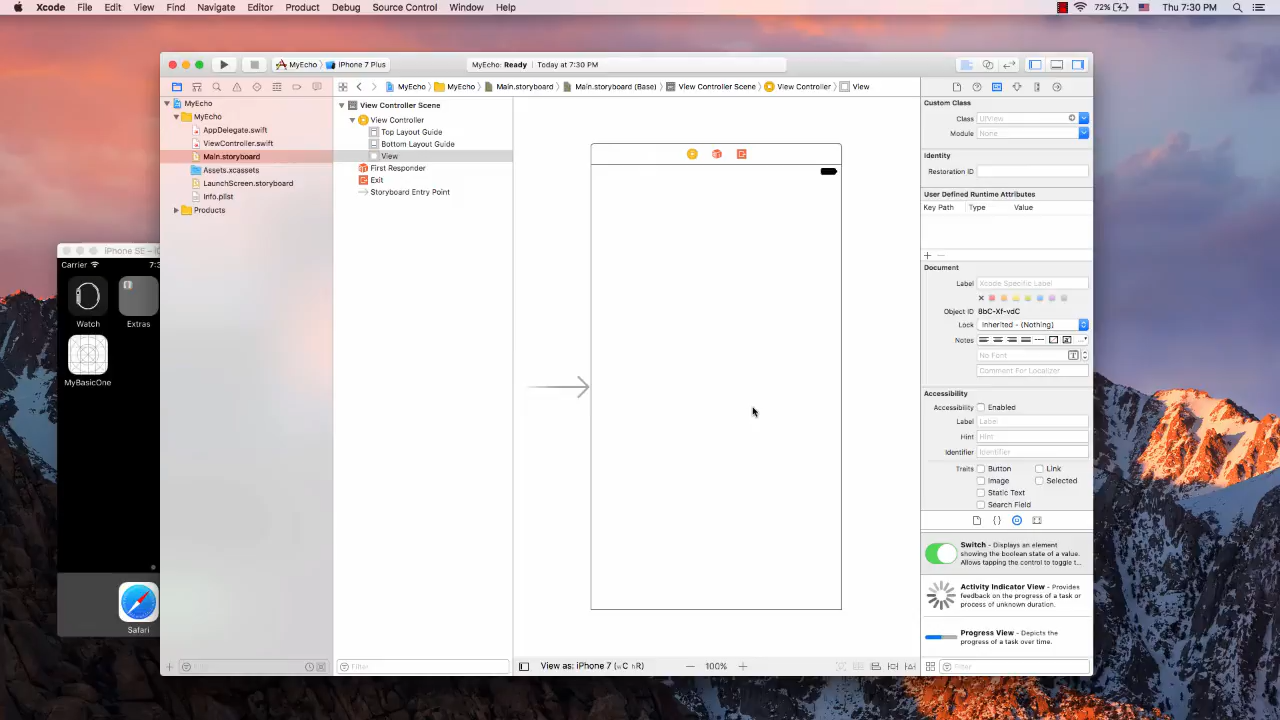 Xcode File Edit View Find Navigate Editor Product Debug Source Control Window Help 72% Thu 7:30 PM
MyEcho iPhone 7 Plus MyEcho: Ready Today at 7:30 PM
MyEcho MyEcho Main.storyboard Main.storyboard (Base) View Controller Scene View Controller View
MyEcho
MyEcho
AppDelegate.swift
ViewController.swift
Main.storyboard
Assets.xcassets
LaunchScreen.storyboard
Info.plist
Products
View Controller Scene
View Controller
Top Layout Guide
Bottom Layout Guide
View
First Responder
Exit
Storyboard Entry Point
Custom Class
Class UIView
Module None
Identity
Restoration ID
User Defined Runtime Attributes
Key Path Type Value
Document
Label Xcode Specific Label
Object ID 8bC-Xf-vdC
Lock Inherited - (Nothing)
Notes
No Font
Comment For Localizer
Accessibility
Accessibility Enabled
Label Label
Hint Hint
Identifier Identifier
Traits Button Link
Image Selected
Static Text
Search Field
Switch - Displays an element
showing the boolean state of a value.
Allows tapping the control to toggle t...
Activity Indicator View - Provides
feedback on the progress of a task or
process of unknown duration.
Progress View - Depicts the
progress of a task over time.
Filter
Filter
View as: iPhone 7 (wC hR) 100%
Filter
iPhone SE –
Carrier
Watch Extras
MyBasicOne
Safari